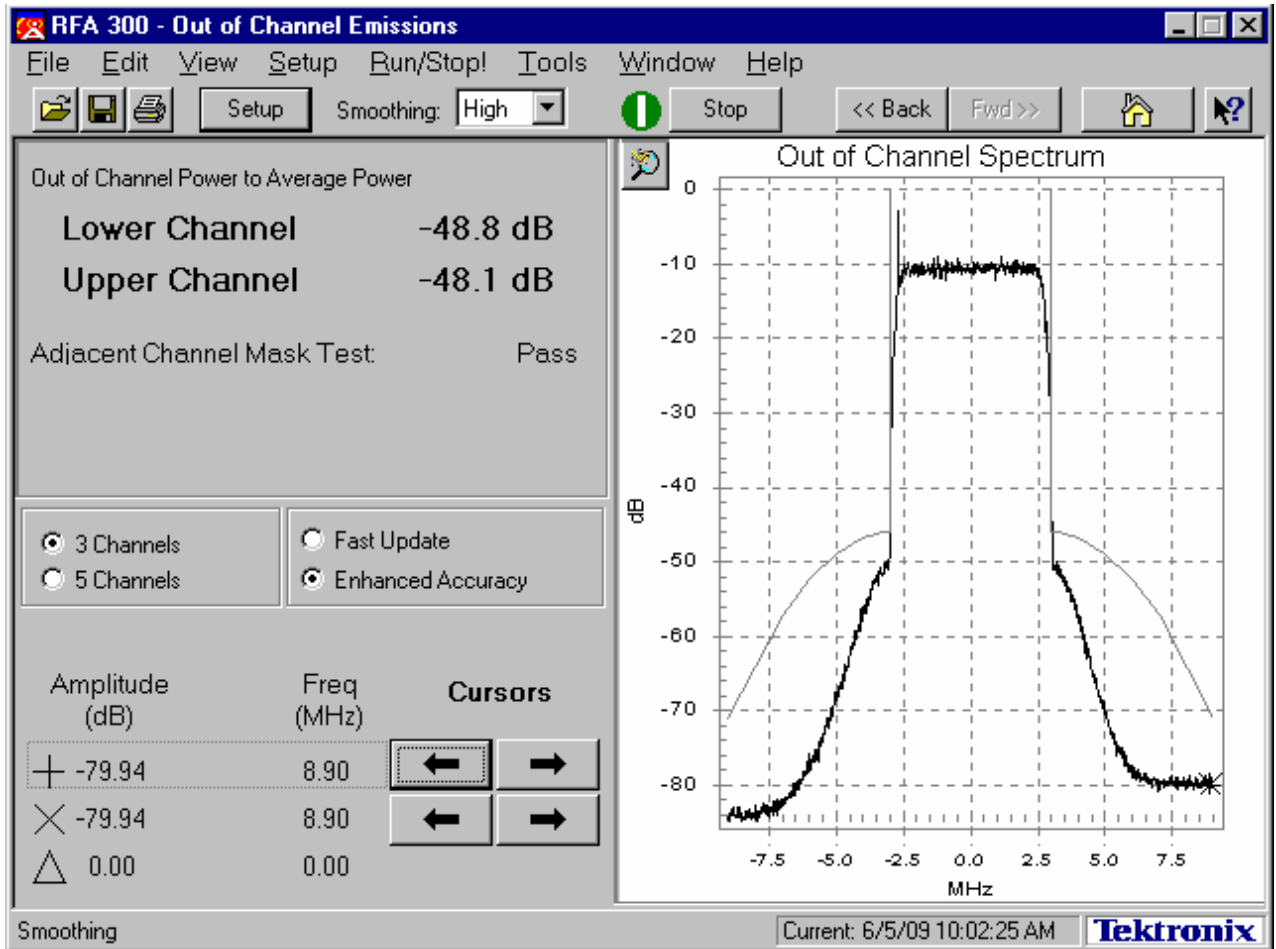 RFA 300 - Out of Channel Emissions
File Edit View Setup Run/Stop! Tools Window Help
Setup Smoothing: High Stop << Back Fwd >> ?
Out of Channel Power to Average Power
Lower Channel -48.8 dB
Upper Channel -48.1 dB
Adjacent Channel Mask Test: Pass
3 Channels
5 Channels
Fast Update
Enhanced Accuracy
Amplitude (dB) Freq (MHz) Cursors
-79.94 8.90
-79.94 8.90
0.00 0.00
Out of Channel Spectrum
0
-10
-20
-30
-40
-50
-60
-70
-80
dB
-7.5 -5.0 -2.5 0.0 2.5 5.0 7.5
MHz
Smoothing Current: 6/5/09 10:02:25 AM Tektronix